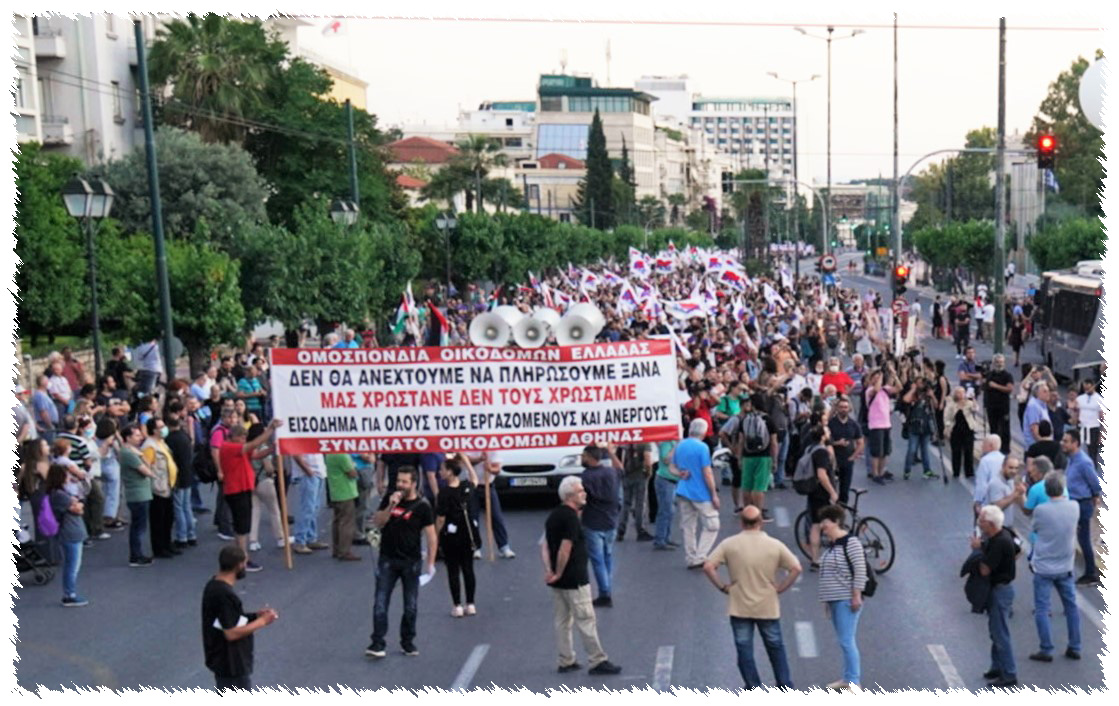 ΟΜΟΣΠΟΝΔΙΑ ΟΙΚΟΔΟΜΩΝ ΕΛΛΑΔΑΣ
ΔΕΝ ΘΑ ΑΝΕΧΤΟΥΜΕ ΝΑ ΠΛΗΡΩΣΟΥΜΕ ΞΑΝΑ
ΜΑΣ ΧΡΩΣΤΑΝΕ ΔΕΝ ΤΟΥΣ ΧΡΩΣΤΑΜΕ
ΕΙΣΟΔΗΜΑ ΓΙΑ ΟΛΟΥΣ ΤΟΥΣ ΕΡΓΑΖΟΜΕΝΟΥΣ ΚΑΙ ΑΝΕΡΓΟΥΣ
ΣΥΝΔΙΚΑΤΟ ΟΙΚΟΔΟΜΩΝ ΑΘΗΝΑΣ